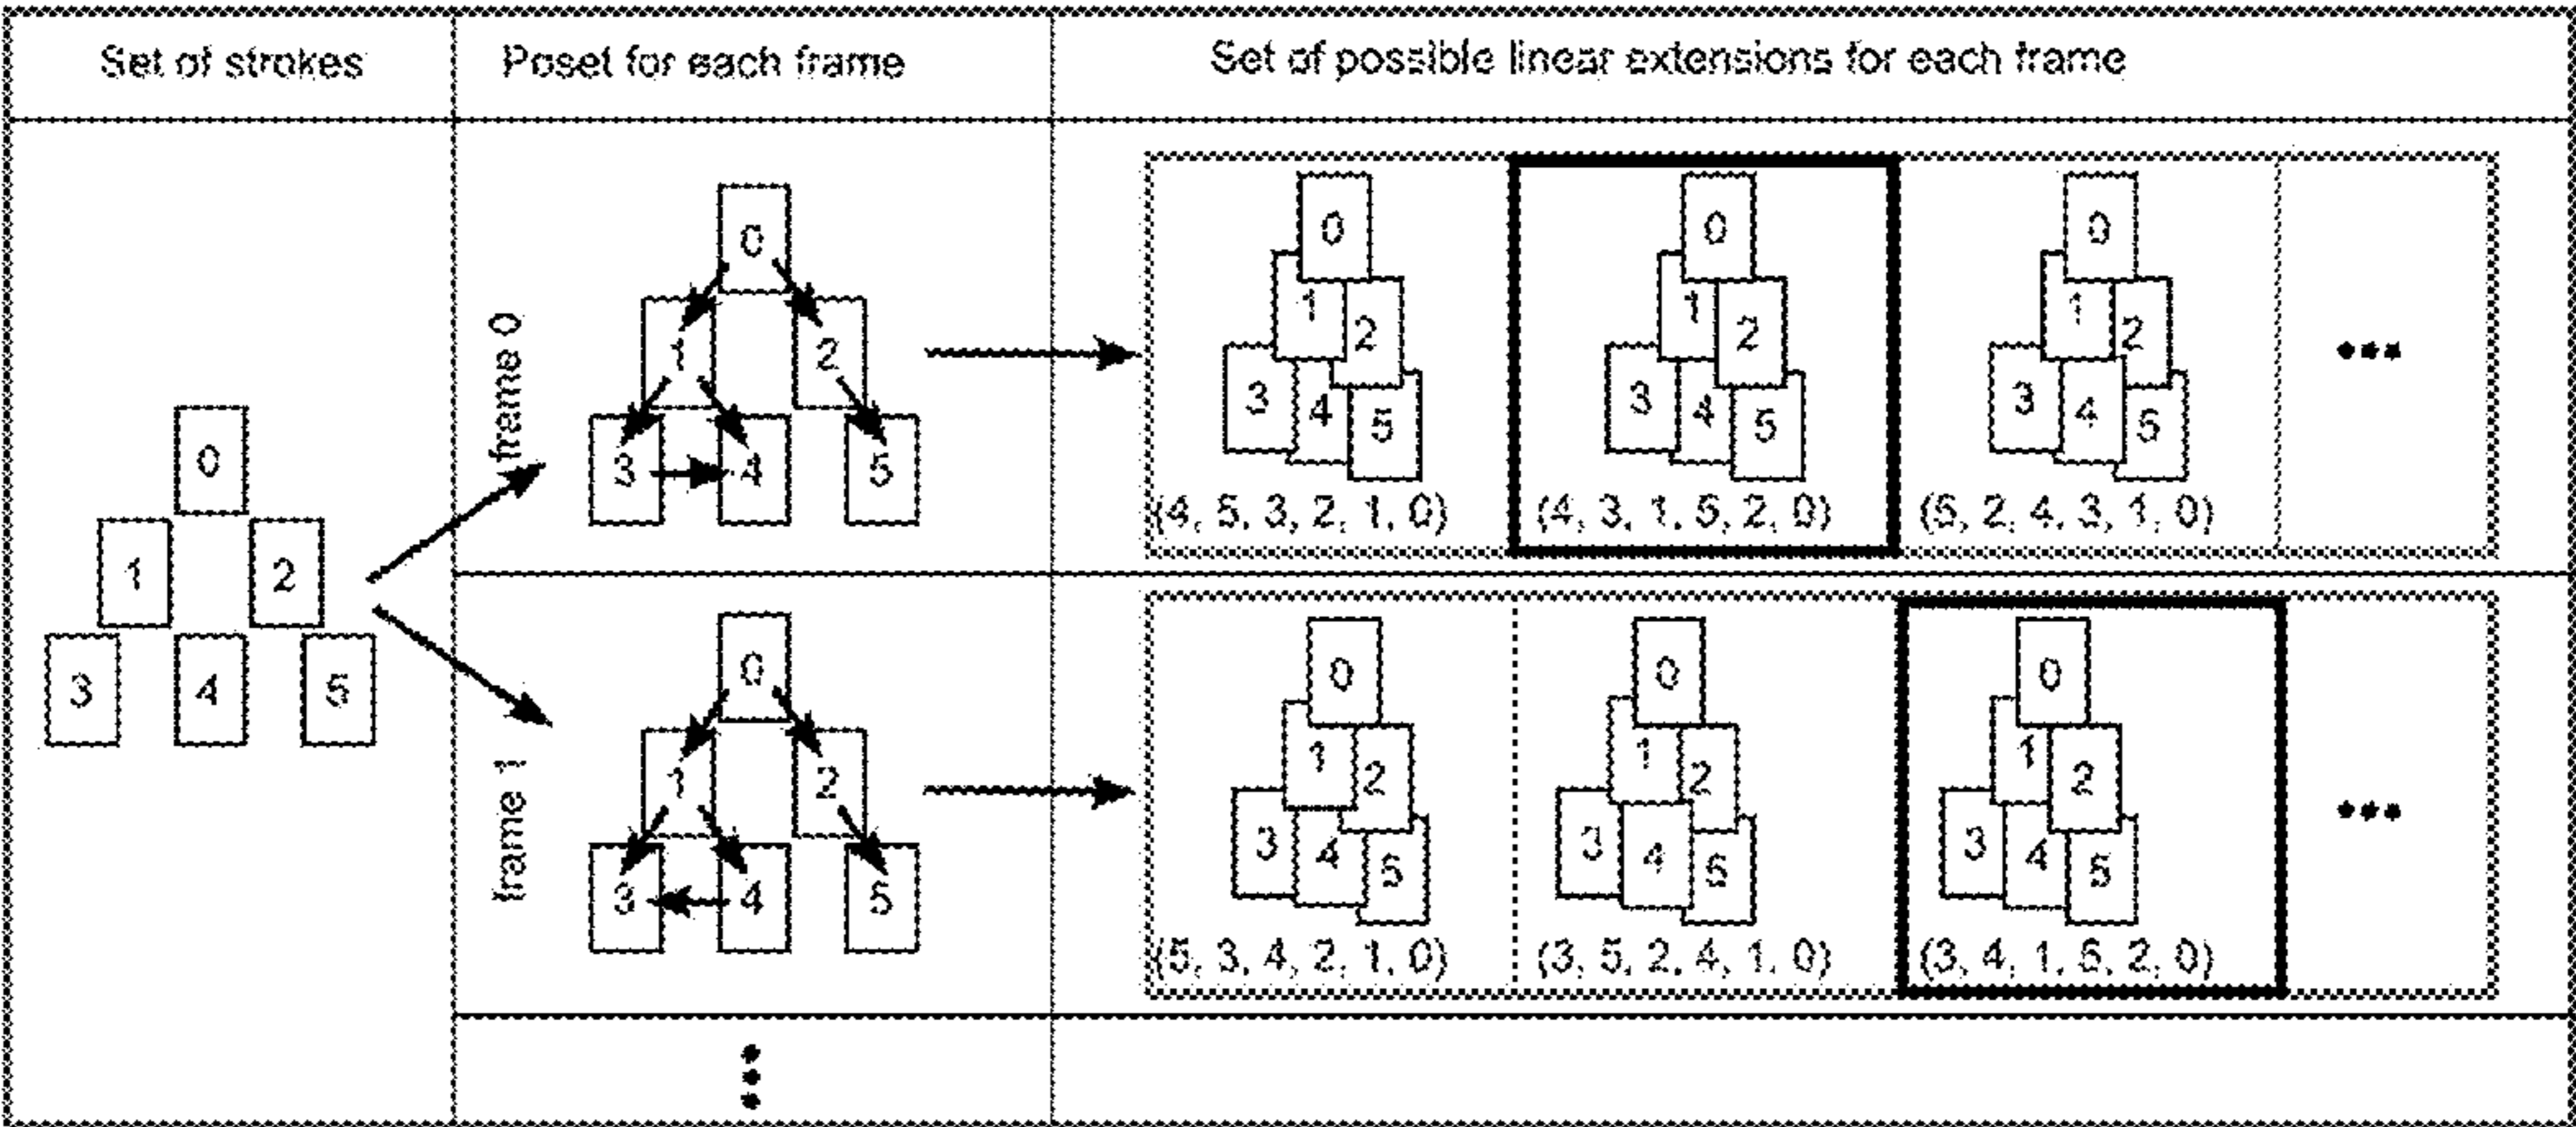 Set of strokes
Poset for each frame
Set of possible linear extensions for each frame
0
1 2
3 4 5
frame 0
0
1 2
3 4 5
0
1
2
3 4
5
(4, 5, 3, 2, 1, 0)
0
1
2
3 4
5
(4, 3, 1, 5, 2, 0)
0
1
2
3 4
5
(5, 2, 4, 3, 1, 0)
•••
frame 1
0
1 2
3 4 5
0
1
2
3 4
5
(5, 3, 4, 2, 1, 0)
0
1
2
3 4
5
(3, 5, 2, 4, 1, 0)
0
1
2
3 4
5
(3, 4, 1, 5, 2, 0)
•••